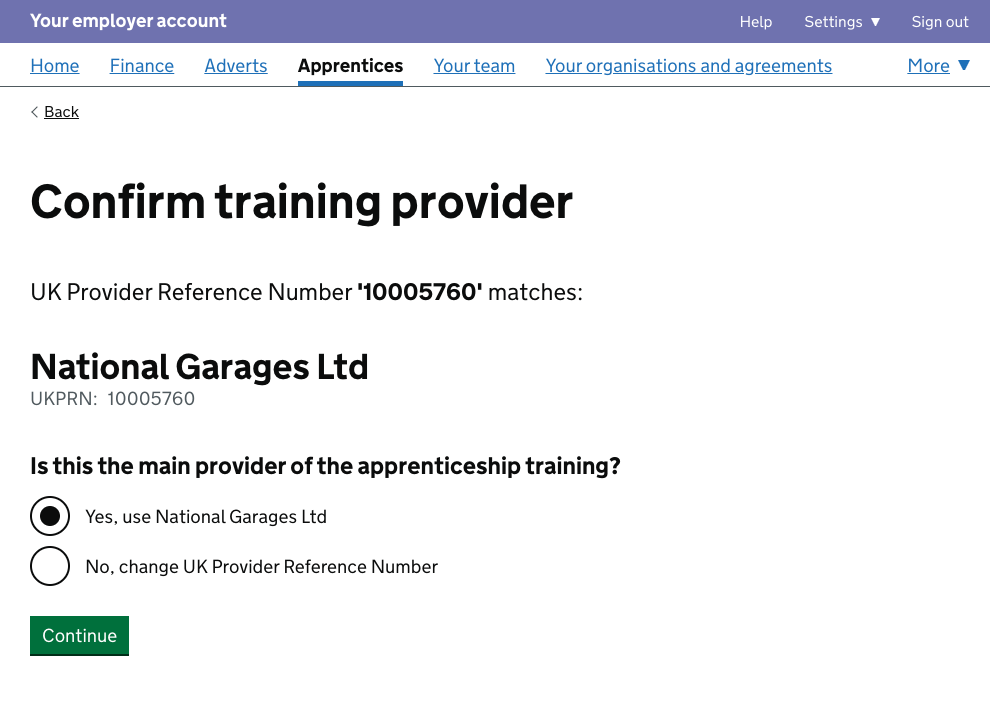 Your employer account
Help Settings ▼ Sign out
Home Finance Adverts Apprentices Your team Your organisations and agreements More ▼
Back
Confirm training provider
UK Provider Reference Number '10005760' matches:
National Garages Ltd
UKPRN: 10005760
Is this the main provider of the apprenticeship training?
Yes, use National Garages Ltd
No, change UK Provider Reference Number
Continue